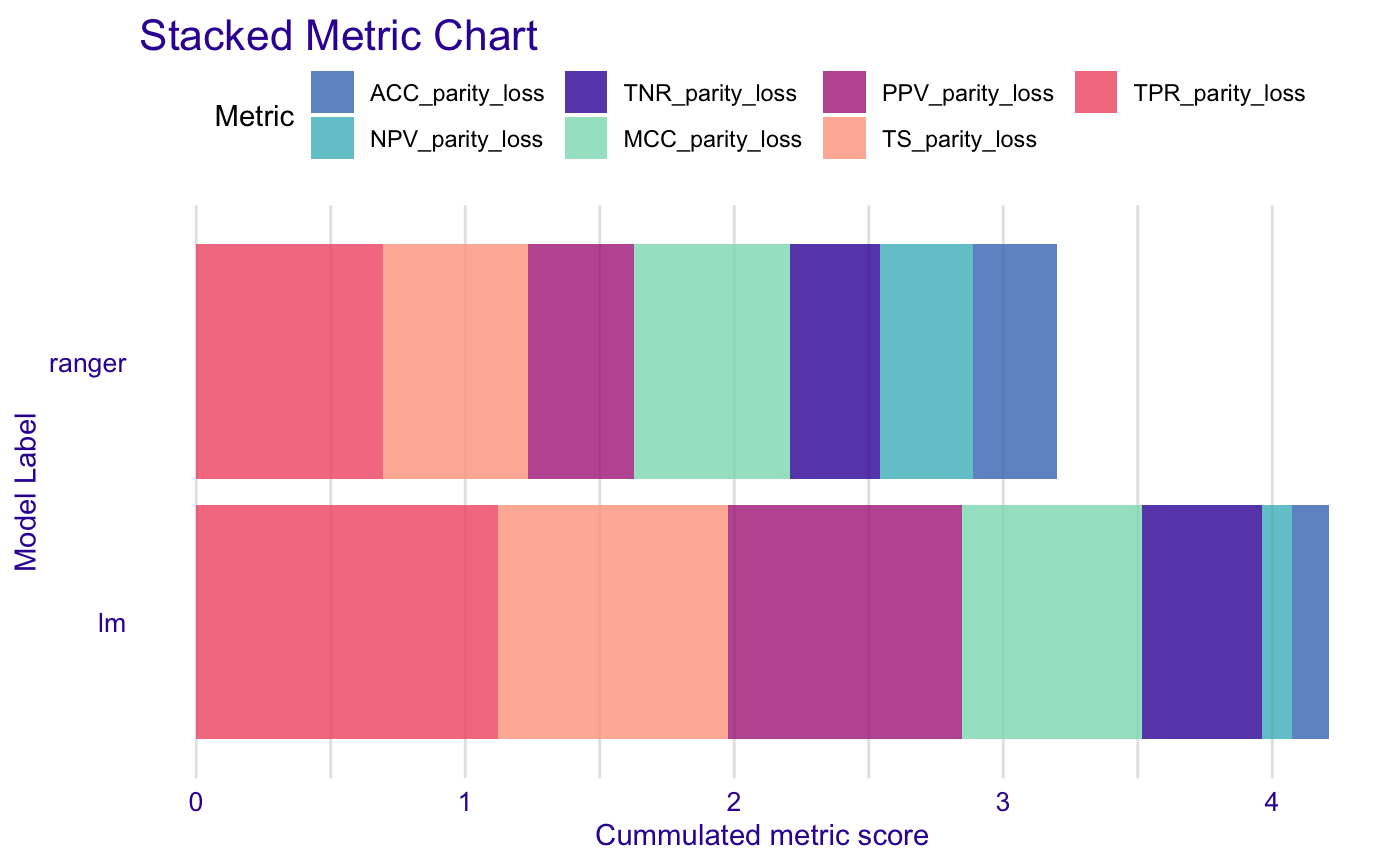 Stacked Metric Chart
Metric
ACC_parity_loss TNR_parity_loss PPV_parity_loss TPR_parity_loss
NPV_parity_loss MCC_parity_loss TS_parity_loss
ranger
lm
Model Label
0 1 2 3 4
Cummulated metric score